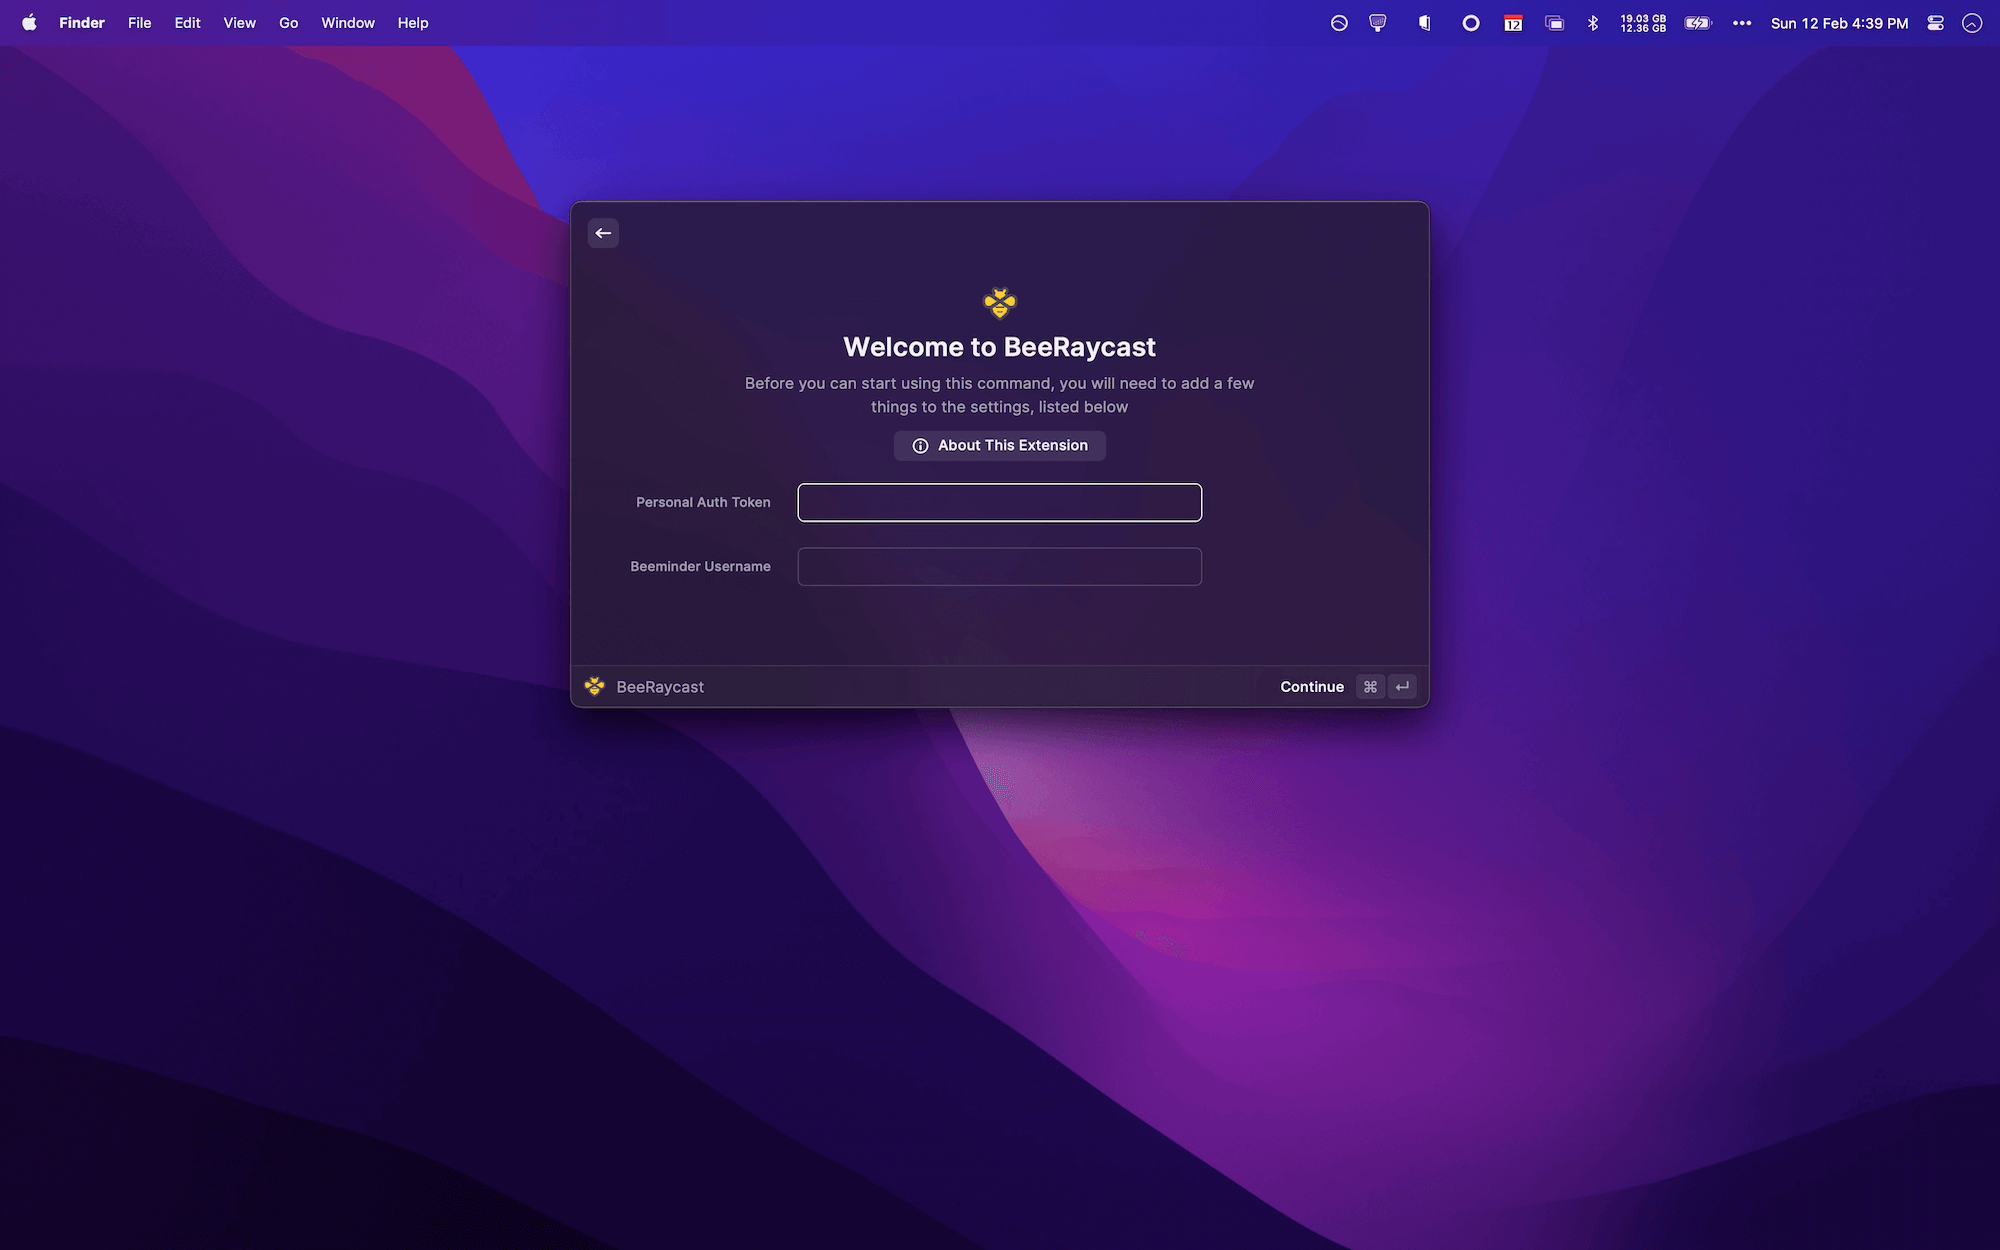 Finder File Edit View Go Window Help
12
19.03 GB
12.36 GB
Sun 12 Feb 4:39 PM
Welcome to BeeRaycast
Before you can start using this command, you will need to add a few
things to the settings, listed below
About This Extension
Personal Auth Token
Beeminder Username
BeeRaycast
Continue ⌘ ↵